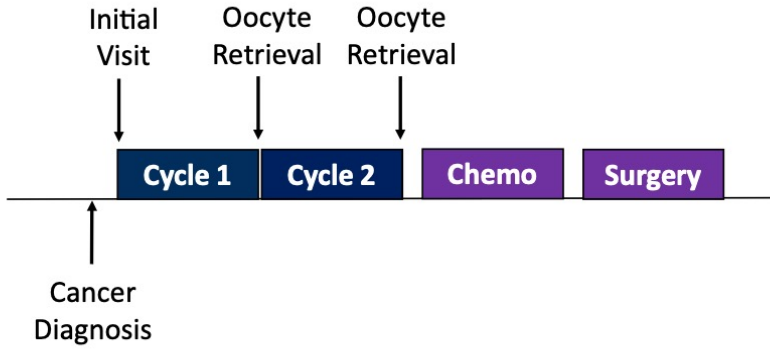 Initial
Visit
Oocyte
Retrieval
Oocyte
Retrieval
Cycle 1
Cycle 2
Chemo
Surgery
Cancer
Diagnosis